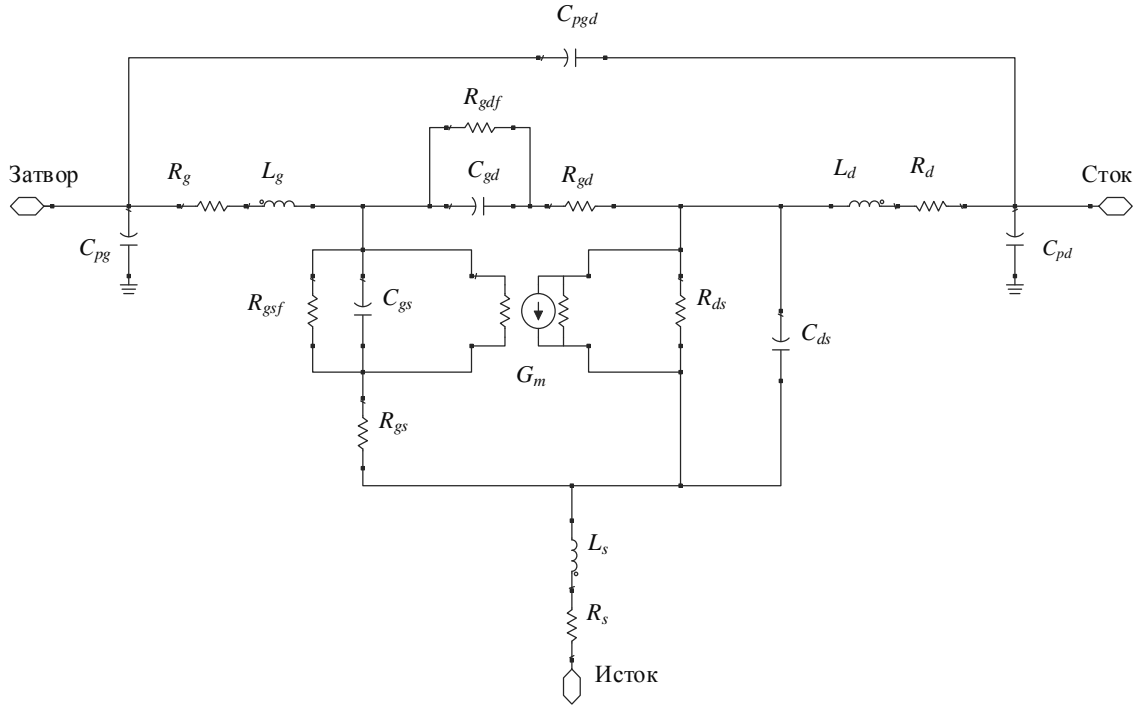 C_pgd
R_gdf
Затвор
R_g
L_g
C_gd
R_gd
L_d
R_d
Сток
C_pg
C_pd
R_gsf
C_gs
R_ds
C_ds
G_m
R_gs
L_s
R_s
Исток